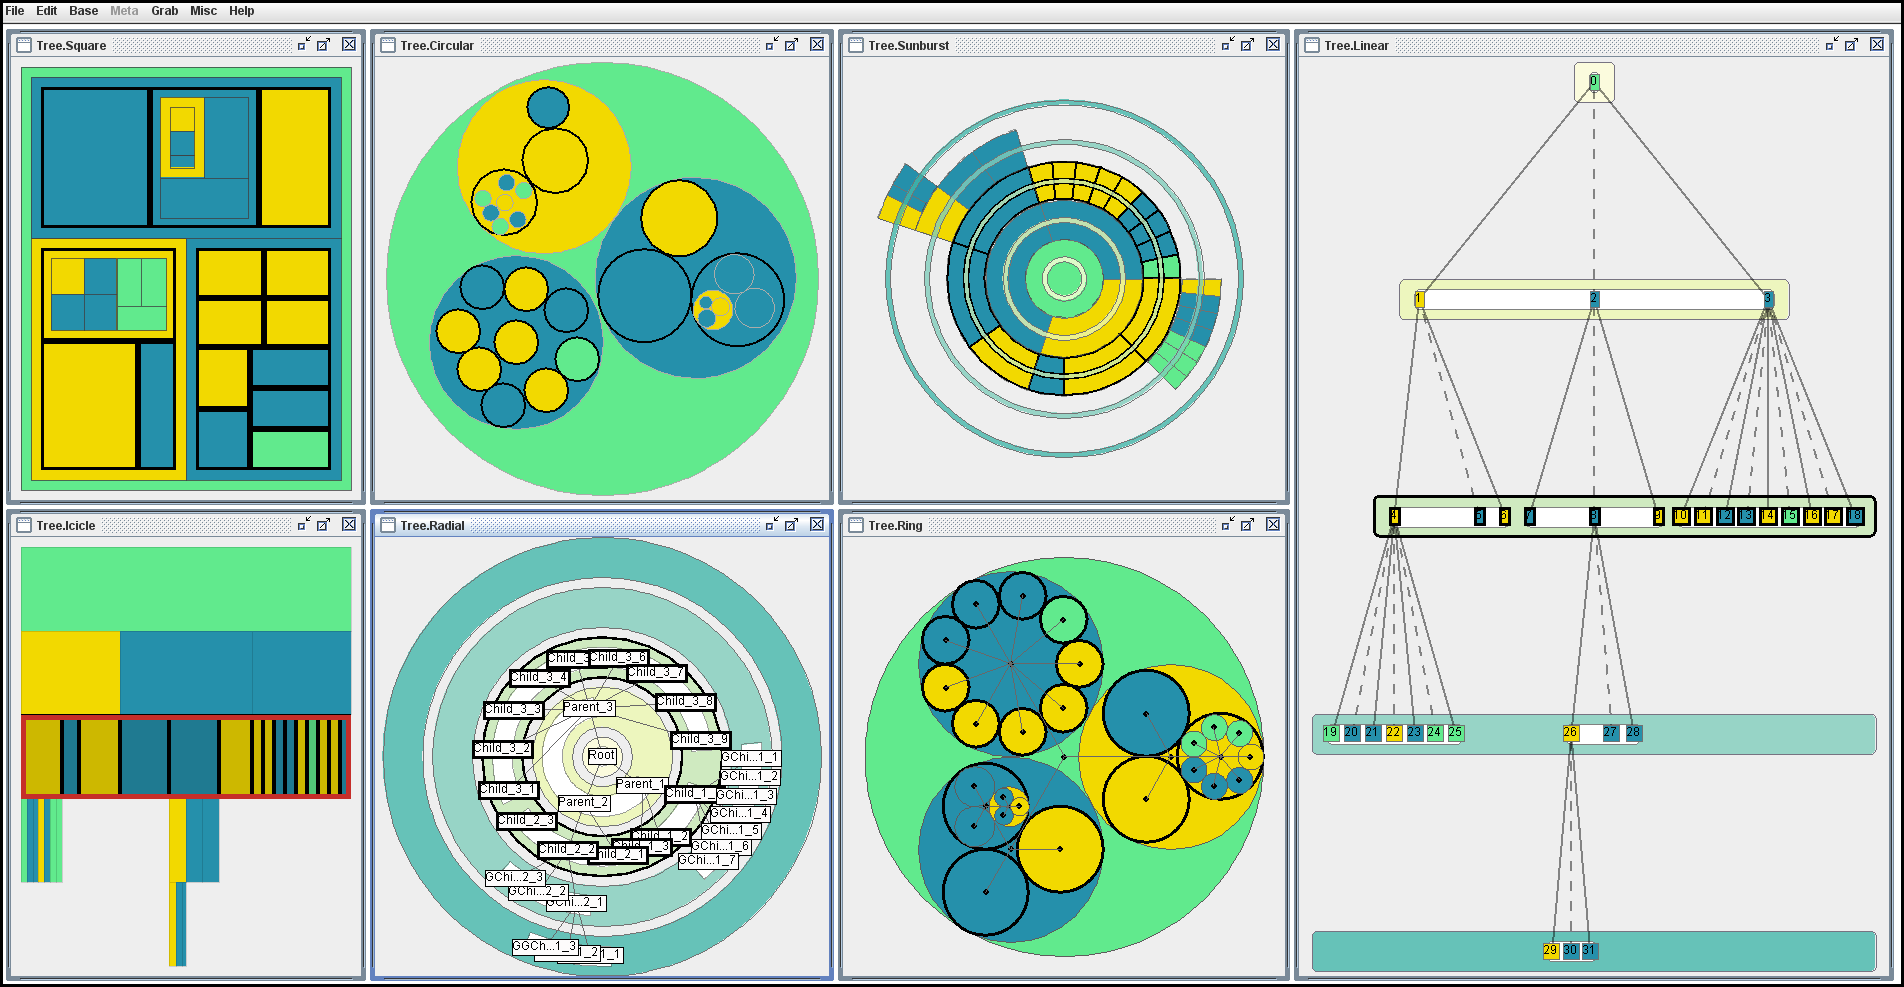 File Edit Base Meta Grab Misc Help
Tree.Square
Tree.Circular
Tree.Sunburst
Tree.Linear
0
1 2 3
4 5 6 7 8 9 10 11 12 13 14 15 16 17 18
19 20 21 22 23 24 25 26 27 28
29 30 31
Tree.Icicle
Tree.Radial
Child_3_6
Child_3_4
Child_3_7
Child_3_3
Parent_3
Child_3_8
Child_3_2
Child_3_9
Root
GChi...1_1
Child_3_1
Parent_1
GChi...1_2
Child_1_
GChi...1_3
Parent_2
GChi...1_4
Child_2_3
GChi...1_5
Child_1_2
Child_1_3
GChi...1_6
Child_2_2
hild_2_1
GChi...1_7
GChi...2_3
GChi...2_2
GChi...2_1
GGCh...1_3
1_2
1_1
Tree.Ring